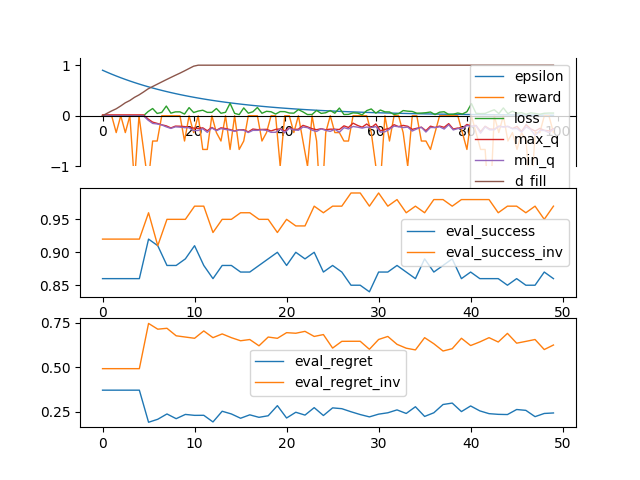 1
0
−1
0
20
40
60
80
100
epsilon
reward
loss
max_q
min_q
d_fill
0.95
0.90
0.85
eval_success
eval_success_inv
0
10
20
30
40
50
0.75
0.50
0.25
eval_regret
eval_regret_inv
0
10
20
30
40
50